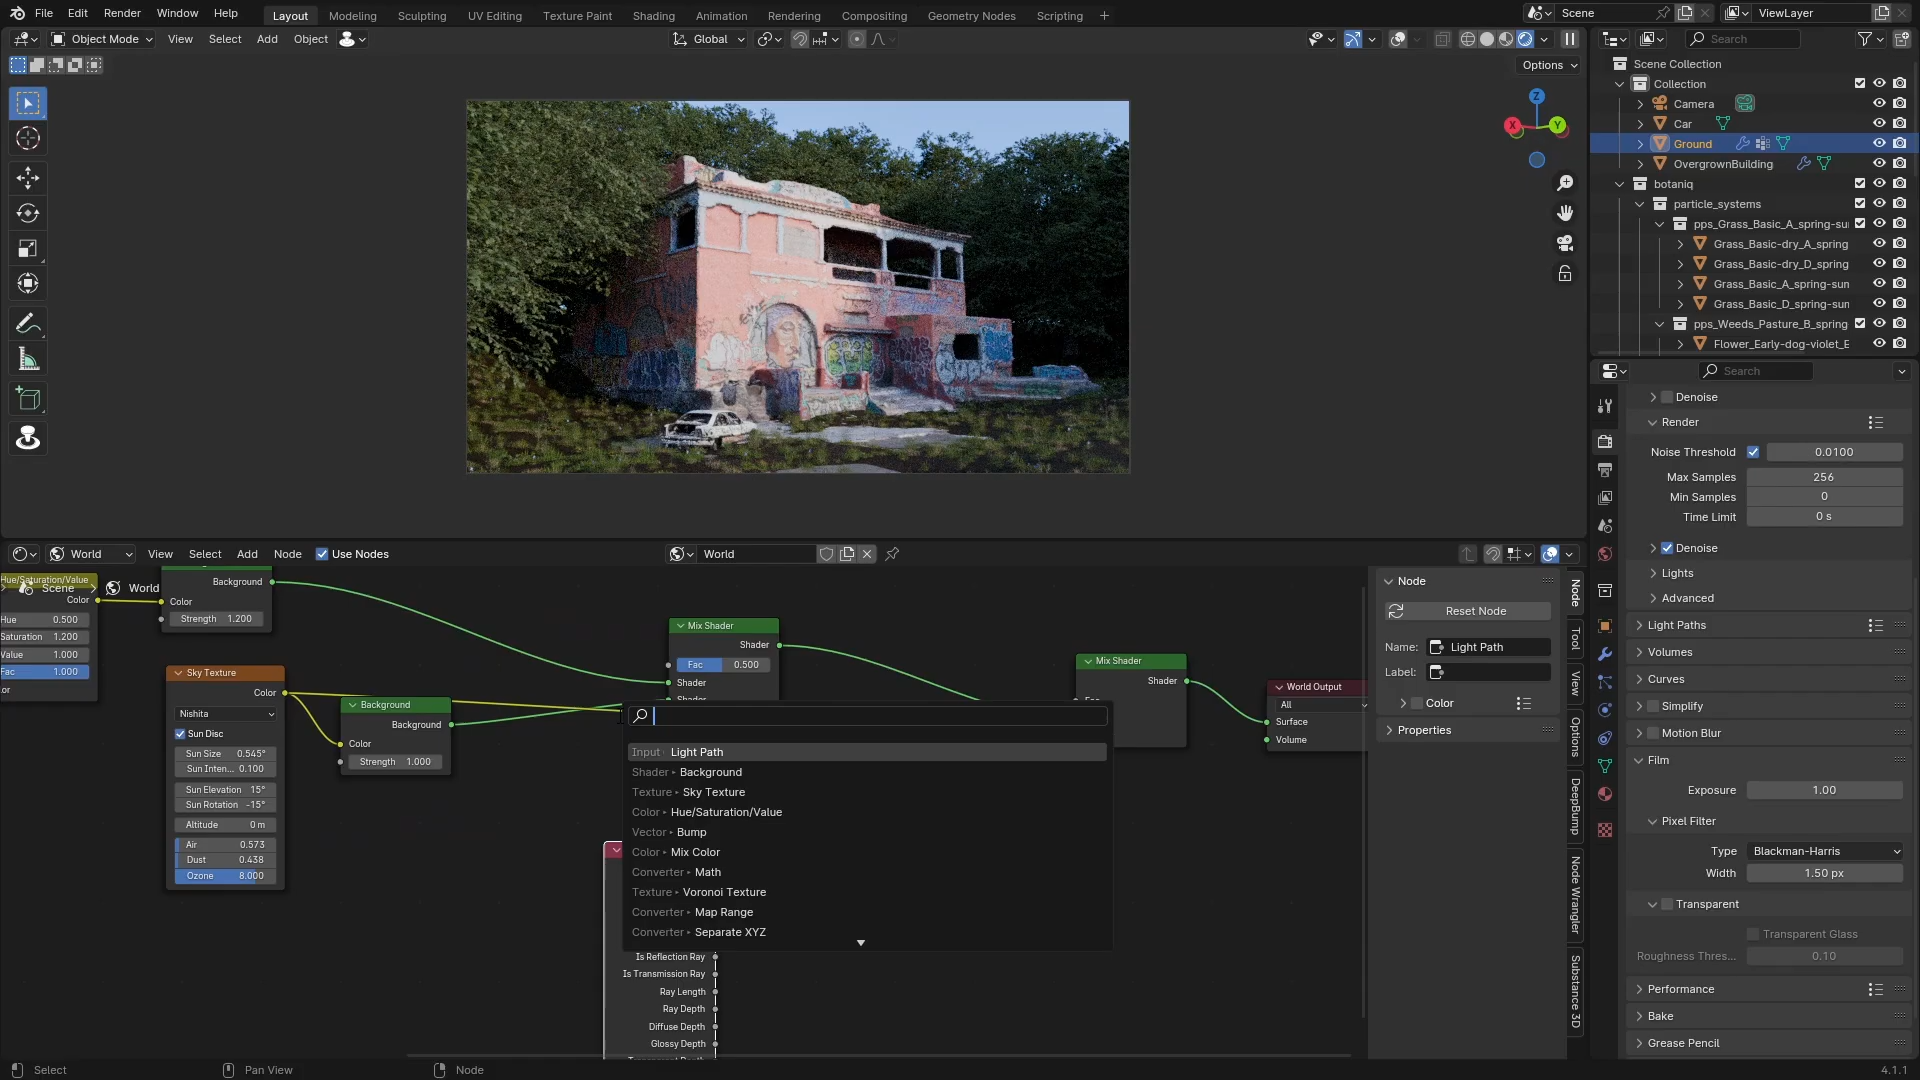 File Edit Render Window Help Layout Modeling Sculpting UV Editing Texture Paint Shading Animation Rendering Compositing Geometry Nodes Scripting + Scene ViewLayer
Object Mode View Select Add Object Global Search
Options
Z
X Y
Scene Collection
Collection
Camera
Car
Ground
OvergrownBuilding
botaniq
particle_systems
pps_Grass_Basic_A_spring-su
Grass_Basic-dry_A_spring
Grass_Basic-dry_D_spring
Grass_Basic_A_spring-sun
Grass_Basic_D_spring-sun
pps_Weeds_Pasture_B_spring
Flower_Early-dog-violet_E
Search
Denoise
Render
Noise Threshold 0.0100
Max Samples 256
Min Samples 0
Time Limit 0 s
Denoise
Lights
Advanced
Light Paths
Volumes
Curves
Simplify
Motion Blur
Film
Exposure 1.00
Pixel Filter
Type Blackman-Harris
Width 1.50 px
Transparent
Transparent Glass
Roughness Thres... 0.10
Performance
Bake
Grease Pencil
World View Select Add Node Use Nodes World
Scene World
Hue/Saturation/Value
Color
Hue 0.500
Saturation 1.200
Value 1.000
Fac 1.000
or
Background
Color
Strength 1.200
Sky Texture
Color
Nishita
Sun Disc
Sun Size 0.545°
Sun Inten... 0.100
Sun Elevation 15°
Sun Rotation -15°
Altitude 0 m
Air 0.573
Dust 0.438
Ozone 8.000
Background
Background
Color
Strength 1.000
Mix Shader
Shader
Fac 0.500
Shader
Mix Shader
Shader
World Output
All
Surface
Volume
Input Light Path
Shader Background
Texture Sky Texture
Color Hue/Saturation/Value
Vector Bump
Color Mix Color
Converter Math
Texture Voronoi Texture
Converter Map Range
Converter Separate XYZ
Is Reflection Ray
Is Transmission Ray
Ray Length
Ray Depth
Diffuse Depth
Glossy Depth
Node
Reset Node
Name: Light Path
Label:
Color
Properties
Node
Tool
View
Options
DeepBump
Node Wrangler
Substance 3D
Select Pan View Node 4.1.1